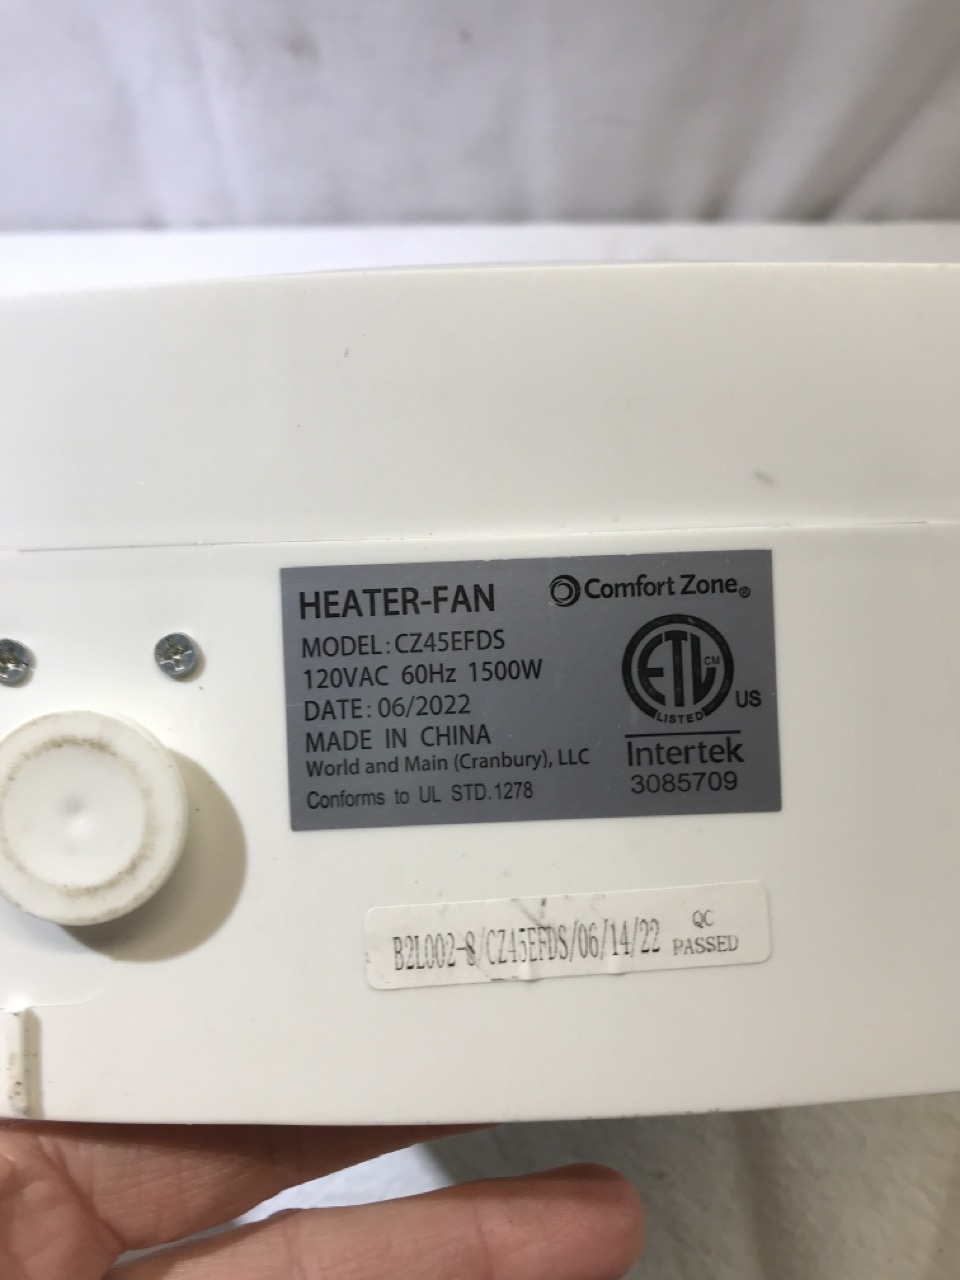 HEATER-FAN
Comfort Zone®
MODEL: CZ45EFDS
120VAC 60Hz 1500W
DATE: 06/2022
MADE IN CHINA
World and Main (Cranbury), LLC
Conforms to UL STD.1278
ETL CM
LISTED
US
Intertek
3085709
B2L002-8/CZ45EFDS/06/14/22
QC
PASSED